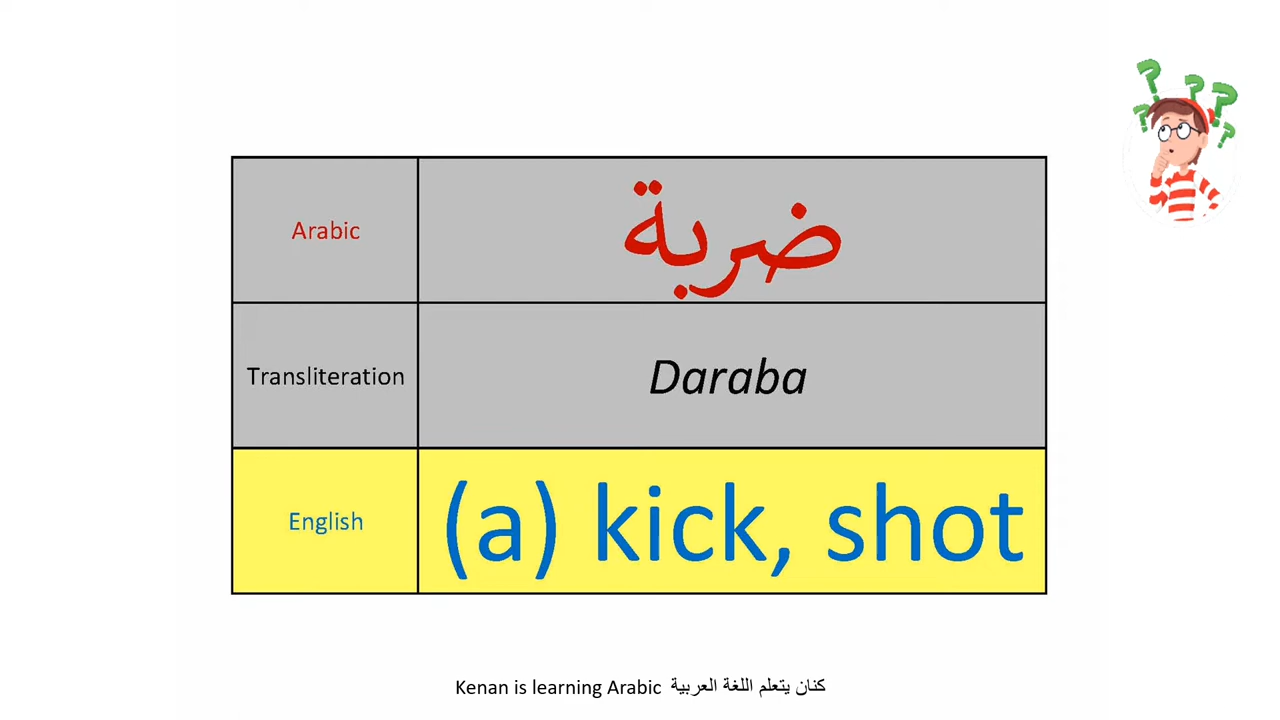 Arabic ضربة
Transliteration Daraba
English (a) kick, shot
Kenan is learning Arabic كنان يتعلم اللغة العربية